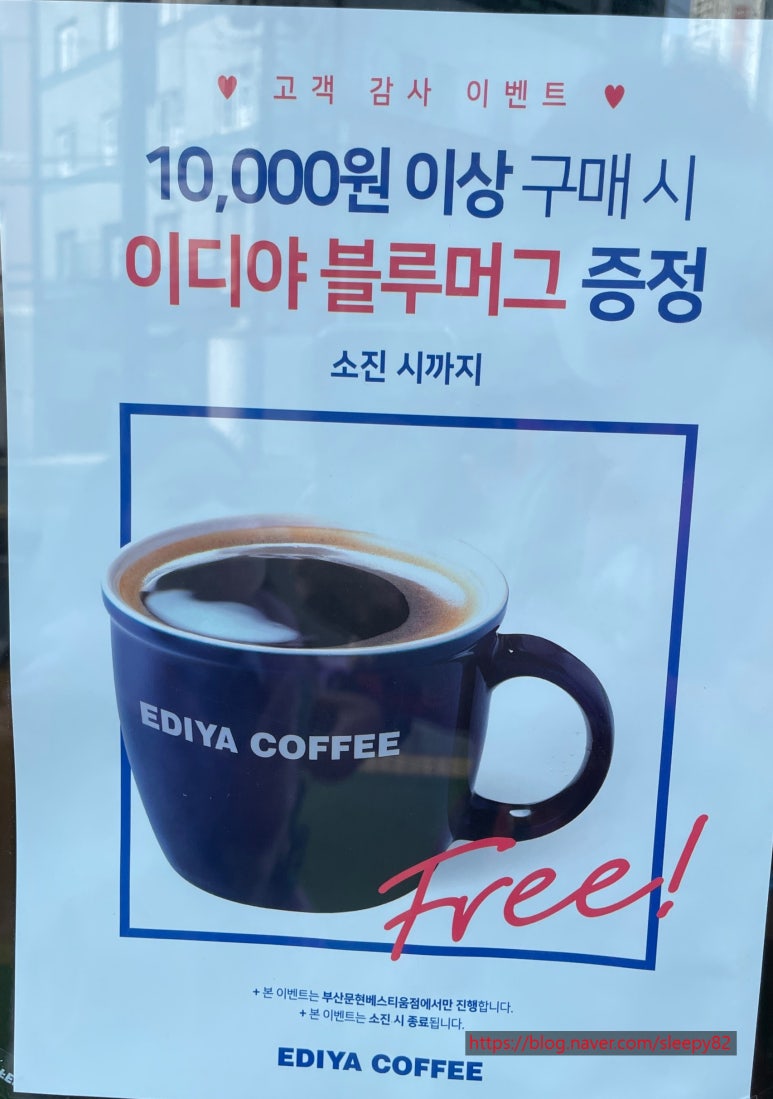 ♥ 고객 감사 이벤트 ♥
10,000원 이상 구매 시
이디야 블루머그 증정
소진 시까지
EDIYA COFFEE
Free!
+ 본 이벤트는 부산문현베스티움점에서만 진행합니다.
+ 본 이벤트는 소진 시 종료됩니다.
https://blog.naver.com/sleepy82
EDIYA COFFEE